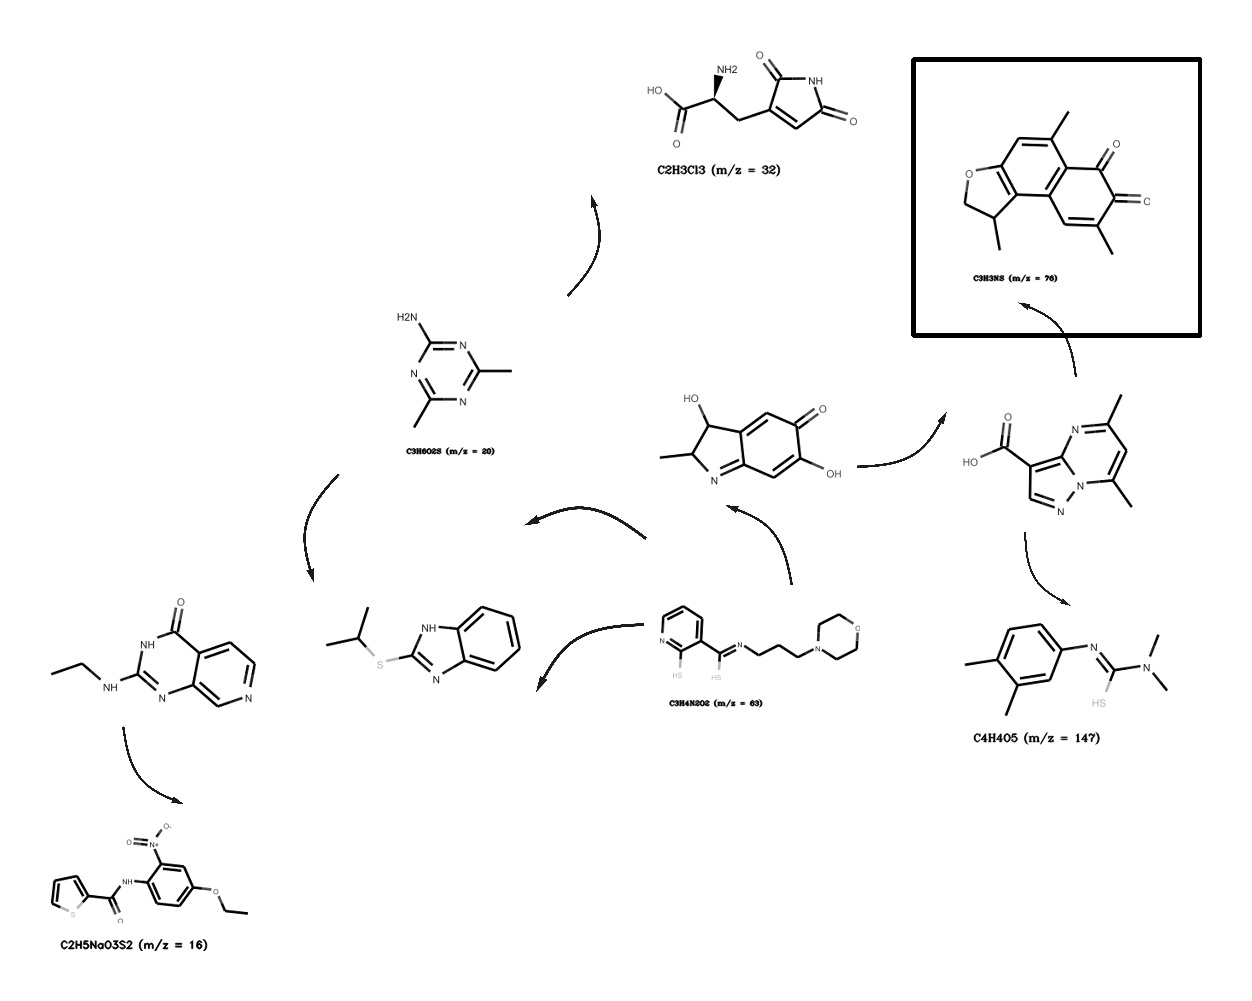 NH2
O
NH
HO
O
O
C2H3Cl3 (m/z = 32)
O
O
O
C3H3NS (m/z = 76)
H2N
N
N
N
C3H6O2S (m/z = 20)
HO
O
OH
N
O
HO
N
N
N
O
NH
NH
N
N
NH
S
N
N
N
N
O
HS
HS
C3H4N2O2 (m/z = 63)
N
N
HS
C4H4O5 (m/z = 147)
O-
O
N+
NH
O
O
S
C2H5NaO3S2 (m/z = 16)